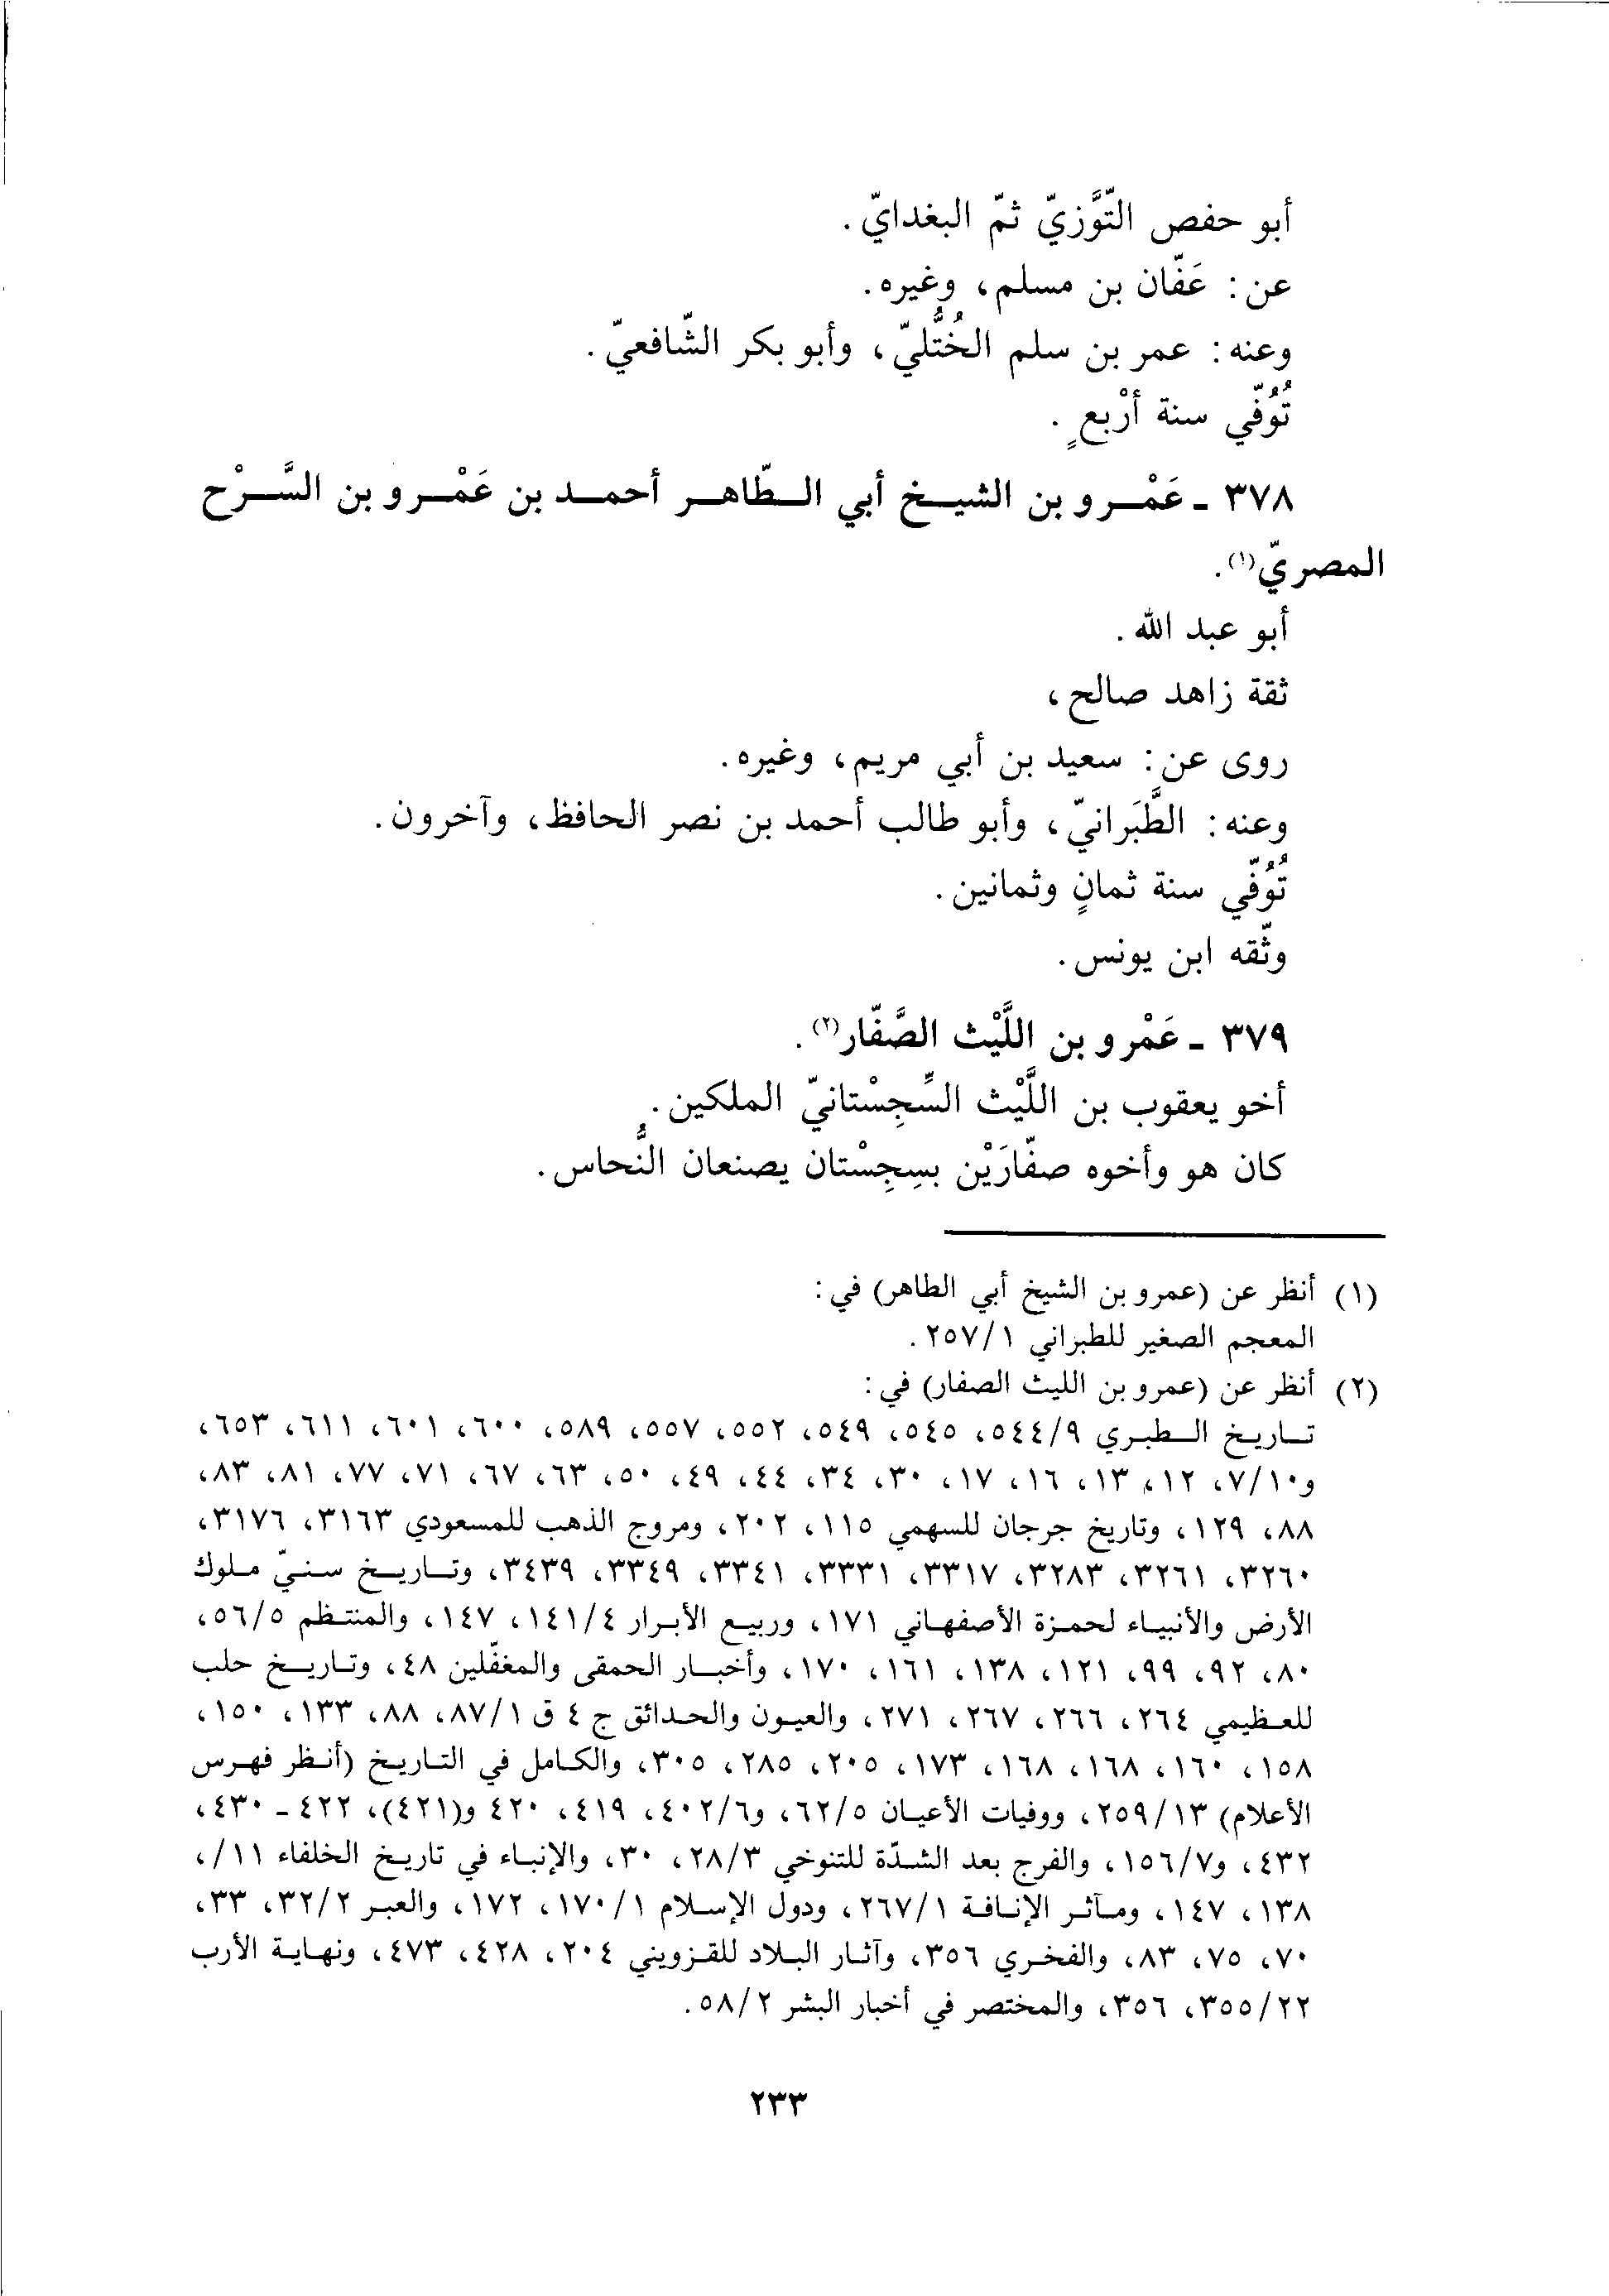 أبو حفص التَّوَّزيّ ثمّ البغدايّ.
عن: عَفّان بن مسلم، وغيره.
وعنه: عمر بن سلم الخُتُّليّ، وأبو بكر الشّافعيّ.
تُوُفّي سنة أرْبعٍ.
٣٧٨ ـ عَمْرو بن الشيخ أبي الطّاهر أحمد بن عَمْرو بن السَّرْح
المصريّ(١).
أبو عبد الله.
ثقة زاهد صالح،
روى عن: سعيد بن أبي مريم، وغيره.
وعنه: الطَّبَرانيّ، وأبو طالب أحمد بن نصر الحافظ، وآخرون.
تُوُفّي سنة ثمانٍ وثمانين.
وثّقه ابن يونس.
٣٧٩ ـ عَمْرو بن اللَّيْث الصَّفّار(٢).
أخو يعقوب بن اللَّيْث السِّجِسْتانيّ الملكين.
كان هو وأخوه صفّارَيْن بسِجِسْتان يصنعان النُّحاس.
(١) أنظر عن (عمرو بن الشيخ أبي الطاهر) في:
المعجم الصغير للطبراني ٢٥٧/١.
(٢) أنظر عن (عمرو بن الليث الصفار) في:
تاريخ الطبري ٥٤٤/٩، ٥٤٥، ٥٤٩، ٥٥٢، ٥٥٧، ٥٨٩، ٦٠٠، ٦٠١، ٦١١، ٦٥٣،
و٧/١٠، ١٢، ١٣، ١٦، ١٧، ٣٠، ٣٤، ٤٤، ٤٩، ٥٠، ٦٣، ٦٧، ٧١، ٧٧، ٨١، ٨٣،
٨٨، ١٢٩، وتاريخ جرجان للسهمي ١١٥، ٢٠٢، ومروج الذهب للمسعودي ٣١٦٣، ٣١٧٦،
٣٢٦٠، ٣٢٦١، ٣٢٨٣، ٣٣١٧، ٣٣٣١، ٣٣٤١، ٣٣٤٩، ٣٤٣٩، وتاريخ سنيّ ملوك
الأرض والأنبياء لحمزة الأصفهاني ١٧١، وربيع الأبرار ١٤١/٤، ١٤٧، والمنتظم ٥٦/٥،
٨٠، ٩٢، ٩٩، ١٢١، ١٣٨، ١٦١، ١٧٠، وأخبار الحمقى والمغفّلين ٤٨، وتاريخ حلب
للعظيمي ٢٦٤، ٢٦٦، ٢٦٧، ٢٧١، والعيون والحدائق ج ٤ ق ٨٧/١، ٨٨، ١٣٣، ١٥٠،
١٥٨، ١٦٠، ١٦٨، ١٦٨، ١٧٣، ٢٠٥، ٢٨٥، ٣٠٥، والكامل في التاريخ (أنظر فهرس
الأعلام) ٢٥٩/١٣، ووفيات الأعيان ٦٢/٥، و٤٠٢/٦، ٤١٩، ٤٢٠ و(٤٢١)، ٤٢٢ ـ ٤٣٠،
٤٣٢، و١٥٦/٧، والفرج بعد الشدّة للتنوخي ٢٨/٣، ٣٠، والإنباء في تاريخ الخلفاء ١١/،
١٣٨، ١٤٧، ومآثر الإنافة ٢٦٧/١، ودول الإسلام ١٧٠/١، ١٧٢، والعبر ٣٢/٢، ٣٣،
٧٠، ٧٥، ٨٣، والفخري ٣٥٦، وآثار البلاد للقزويني ٢٠٤، ٤٢٨، ٤٧٣، ونهاية الأرب
٣٥٥/٢٢، ٣٥٦، والمختصر في أخبار البشر ٥٨/٢.
٢٣٣